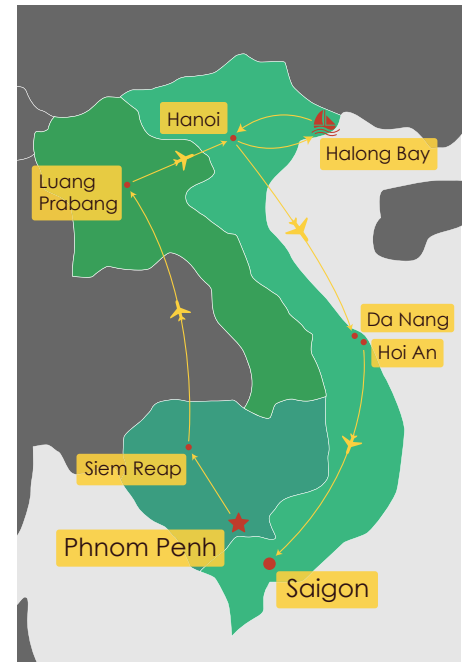 Hanoi
Halong Bay
Luang
Prabang
Da Nang
Hoi An
Siem Reap
Phnom Penh
Saigon